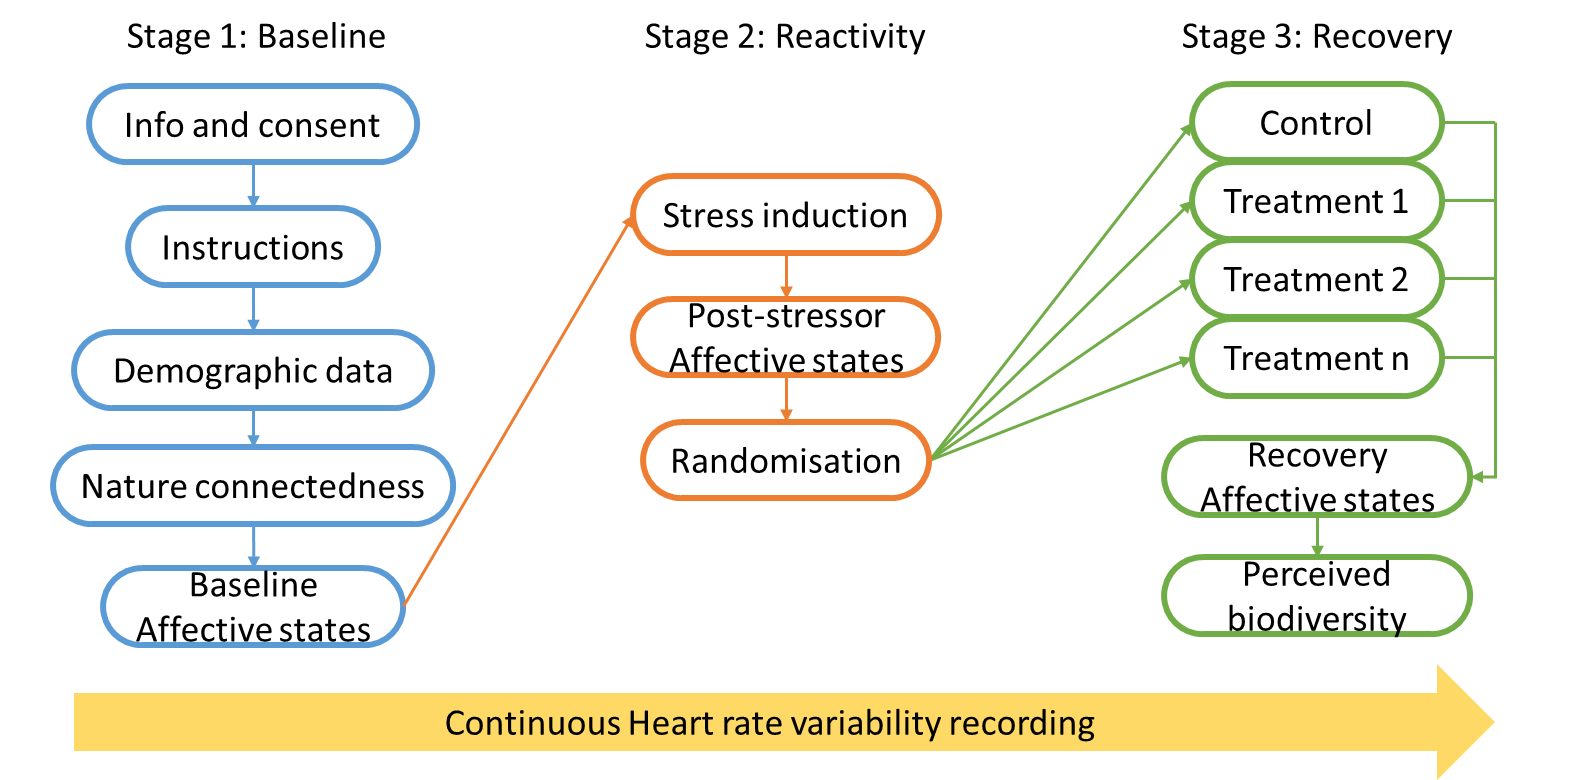 Stage 1: Baseline
Info and consent
Instructions
Demographic data
Nature connectedness
Baseline
Affective states
Stage 2: Reactivity
Stress induction
Post-stressor
Affective states
Randomisation
Stage 3: Recovery
Control
Treatment 1
Treatment 2
Treatment n
Recovery
Affective states
Perceived
biodiversity
Continuous Heart rate variability recording